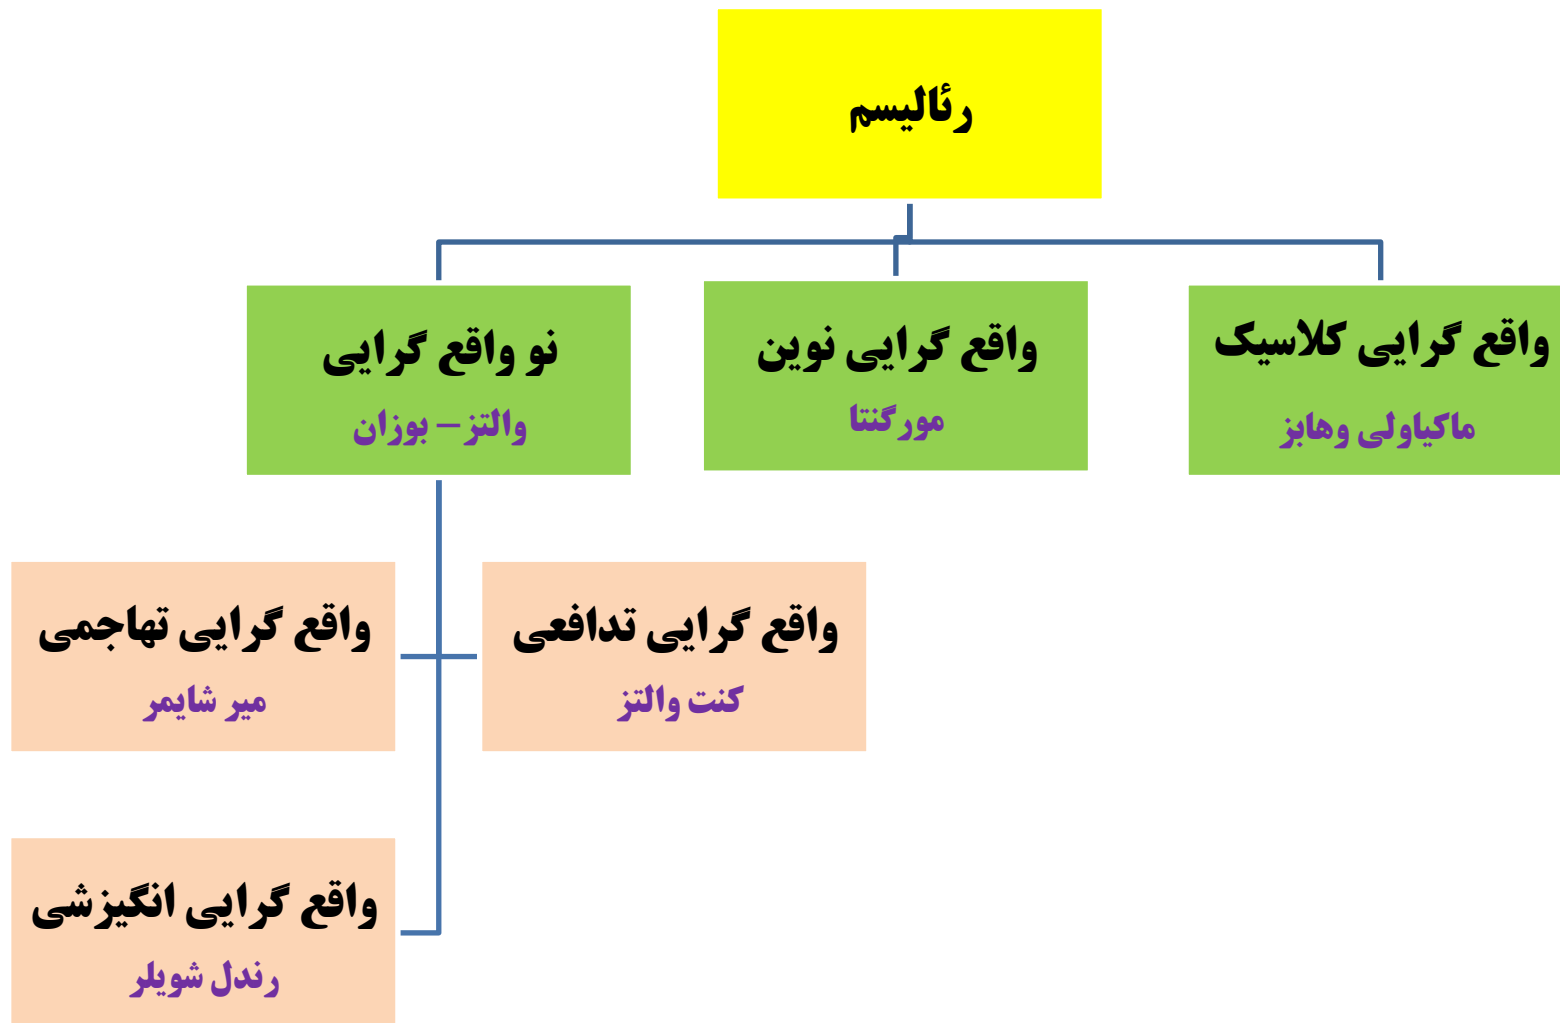 رئالیسم
واقع گرایی کلاسیک
ماکیاولی وهابز
واقع گرایی نوین
مورگنتا
نو واقع گرایی
والتز– بوزان
واقع گرایی تدافعی
کنت والتز
واقع گرایی تهاجمی
میر شایمر
واقع گرایی انگیزشی
رندل شویلر